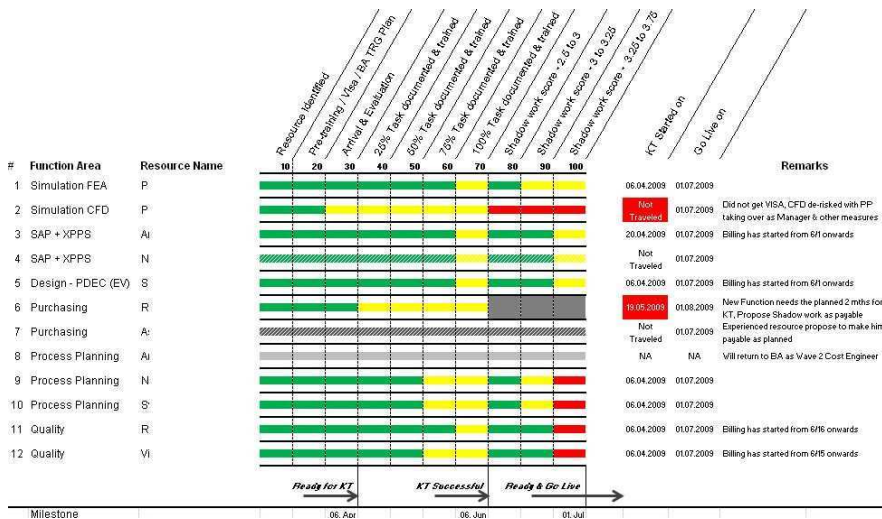 Resource Identified
Pre-training / Visa / BA TRG Plan
Arrival & Evaluation
25% Task documented & trained
50% Task documented & trained
75% Task documented & trained
100% Task documented & trained
Shadow work score - 2.5 to 3
Shadow work score - 3 to 3.25
Shadow work score - 3.25 to 3.75
KT Started on
Go Live on
# Function Area Resource Name 10 20 30 40 50 60 70 90 90 100 Remarks
1 Simulation FEA P 06.04.2009 01.07.2009
2 Simulation CFD P Not Traveled 01.07.2009 Did not get VISA, CFD de-risked with PP
taking over as Manager & other measures
3 SAP + XPPS 20.04.2009 01.07.2009 Billing has started from 6/1 onwards
4 SAP + XPPS N Not Traveled 01.07.2009
5 Design - PDEC (EV) S 06.04.2009 01.07.2009 Billing has started from 6/1 onwards
6 Purchasing R 19.05.2009 01.08.2009 New Function needs the planned 2 mths for
KT, Propose Shadow work as payable
7 Purchasing Not Traveled 01.07.2009 Experienced resource propose to make him
payable as planned
8 Process Planning NA NA Will return to BA as Wave 2 Cost Engineer
9 Process Planning N 06.04.2009 01.07.2009
10 Process Planning S 06.04.2009 01.07.2009
11 Quality R 06.04.2009 01.07.2009 Billing has started from 6/16 onwards
12 Quality Vi 06.04.2009 01.07.2009 Billing has started from 6/15 onwards
Ready for KT KT Successful Ready & Go Live
Milestone 06. Apr 06. Jun 01. Jul